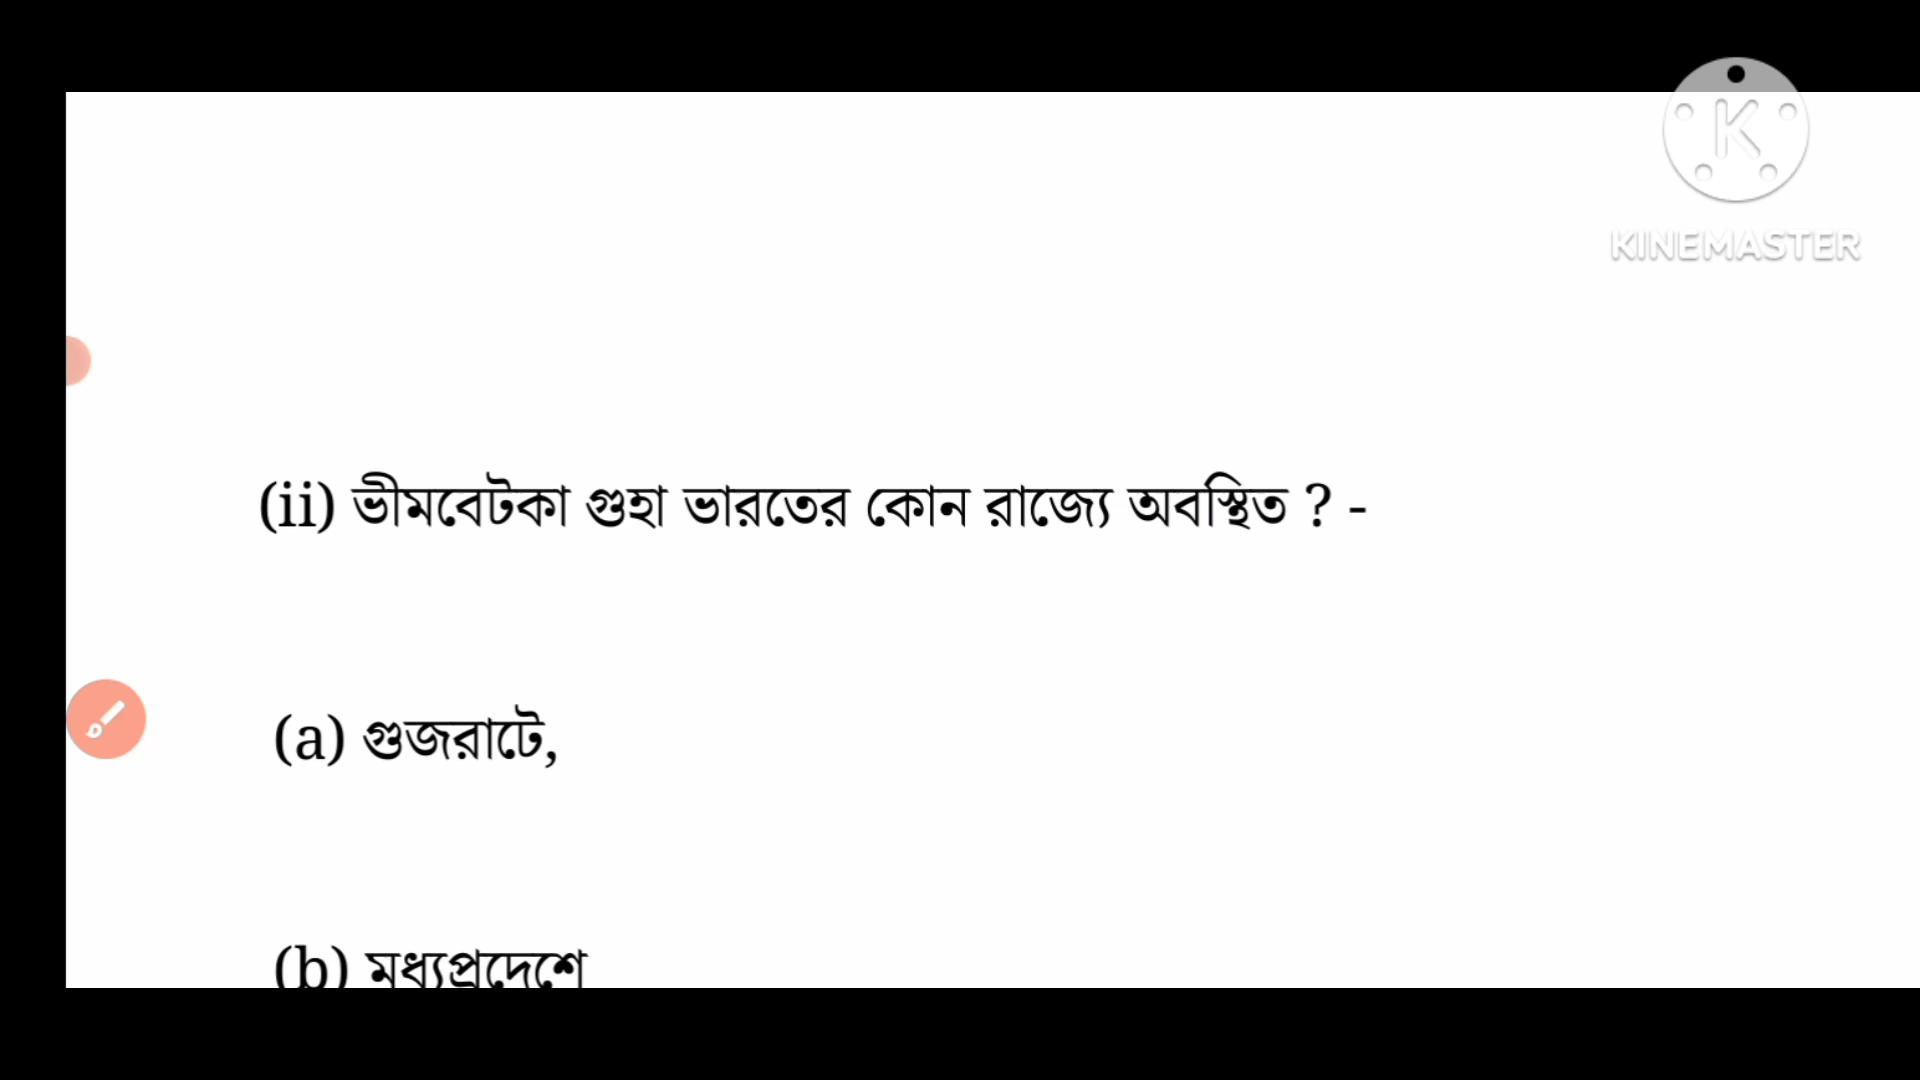 KINEMASTER
(ii) ভীমবেটকা গুহা ভারতের কোন রাজ্যে অবস্থিত ? -
(a) গুজরাটে,
(b) মধ্যপ্রদেশে